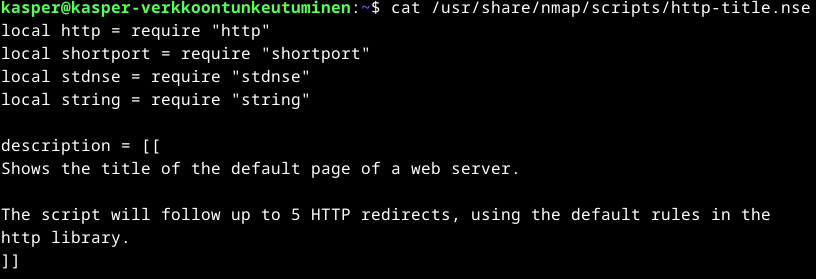 kasper@kasper-verkkoontunkeutuminen:~$ cat /usr/share/nmap/scripts/http-title.nse
local http = require "http"
local shortport = require "shortport"
local stdnse = require "stdnse"
local string = require "string"
description = [[
Shows the title of the default page of a web server.
The script will follow up to 5 HTTP redirects, using the default rules in the
http library.
]]